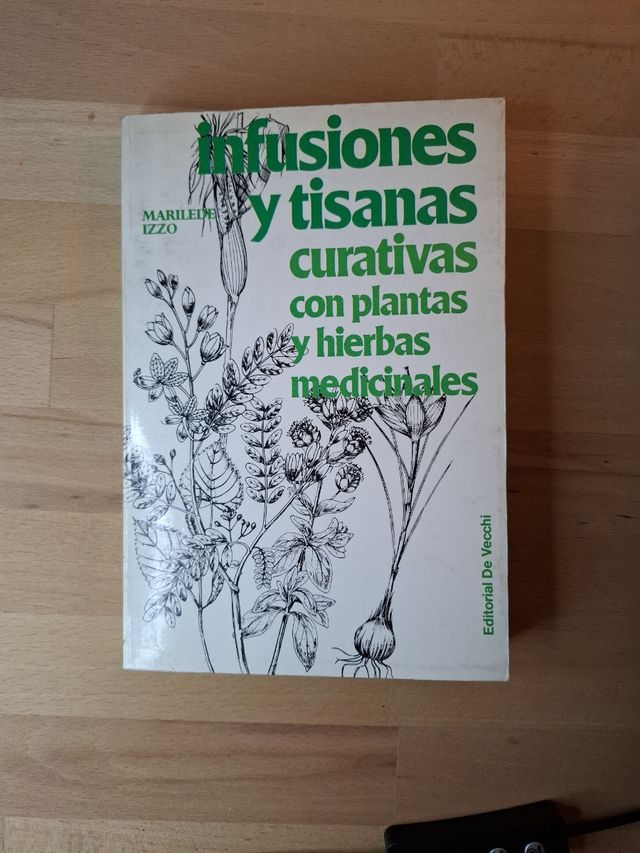 infusiones
y tisanas
curativas
con plantas
y hierbas
medicinales
MARILEDE
IZZO
Editorial De Vecchi